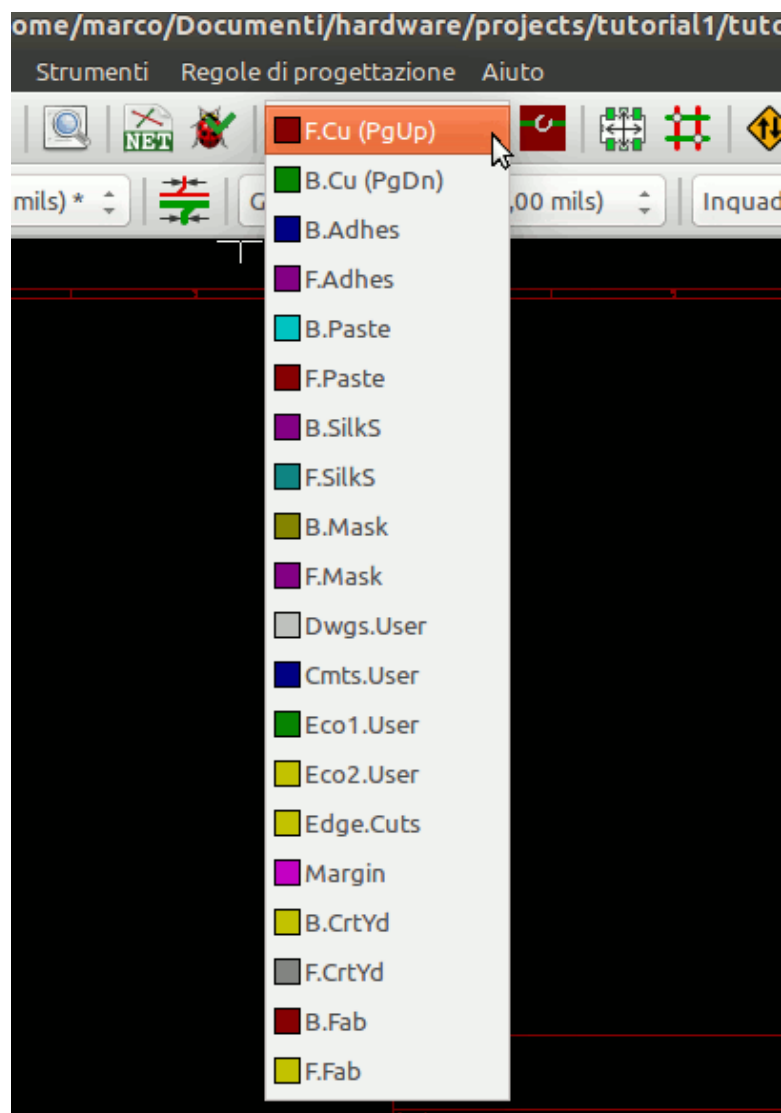 ome/marco/Documenti/hardware/projects/tutorial1/tuto
Strumenti Regole di progettazione Aiuto
NET
F.Cu (PgUp)
B.Cu (PgDn)
mils) * G ,00 mils) Inquad
B.Adhes
F.Adhes
B.Paste
F.Paste
B.SilkS
F.SilkS
B.Mask
F.Mask
Dwgs.User
Cmts.User
Eco1.User
Eco2.User
Edge.Cuts
Margin
B.CrtYd
F.CrtYd
B.Fab
F.Fab